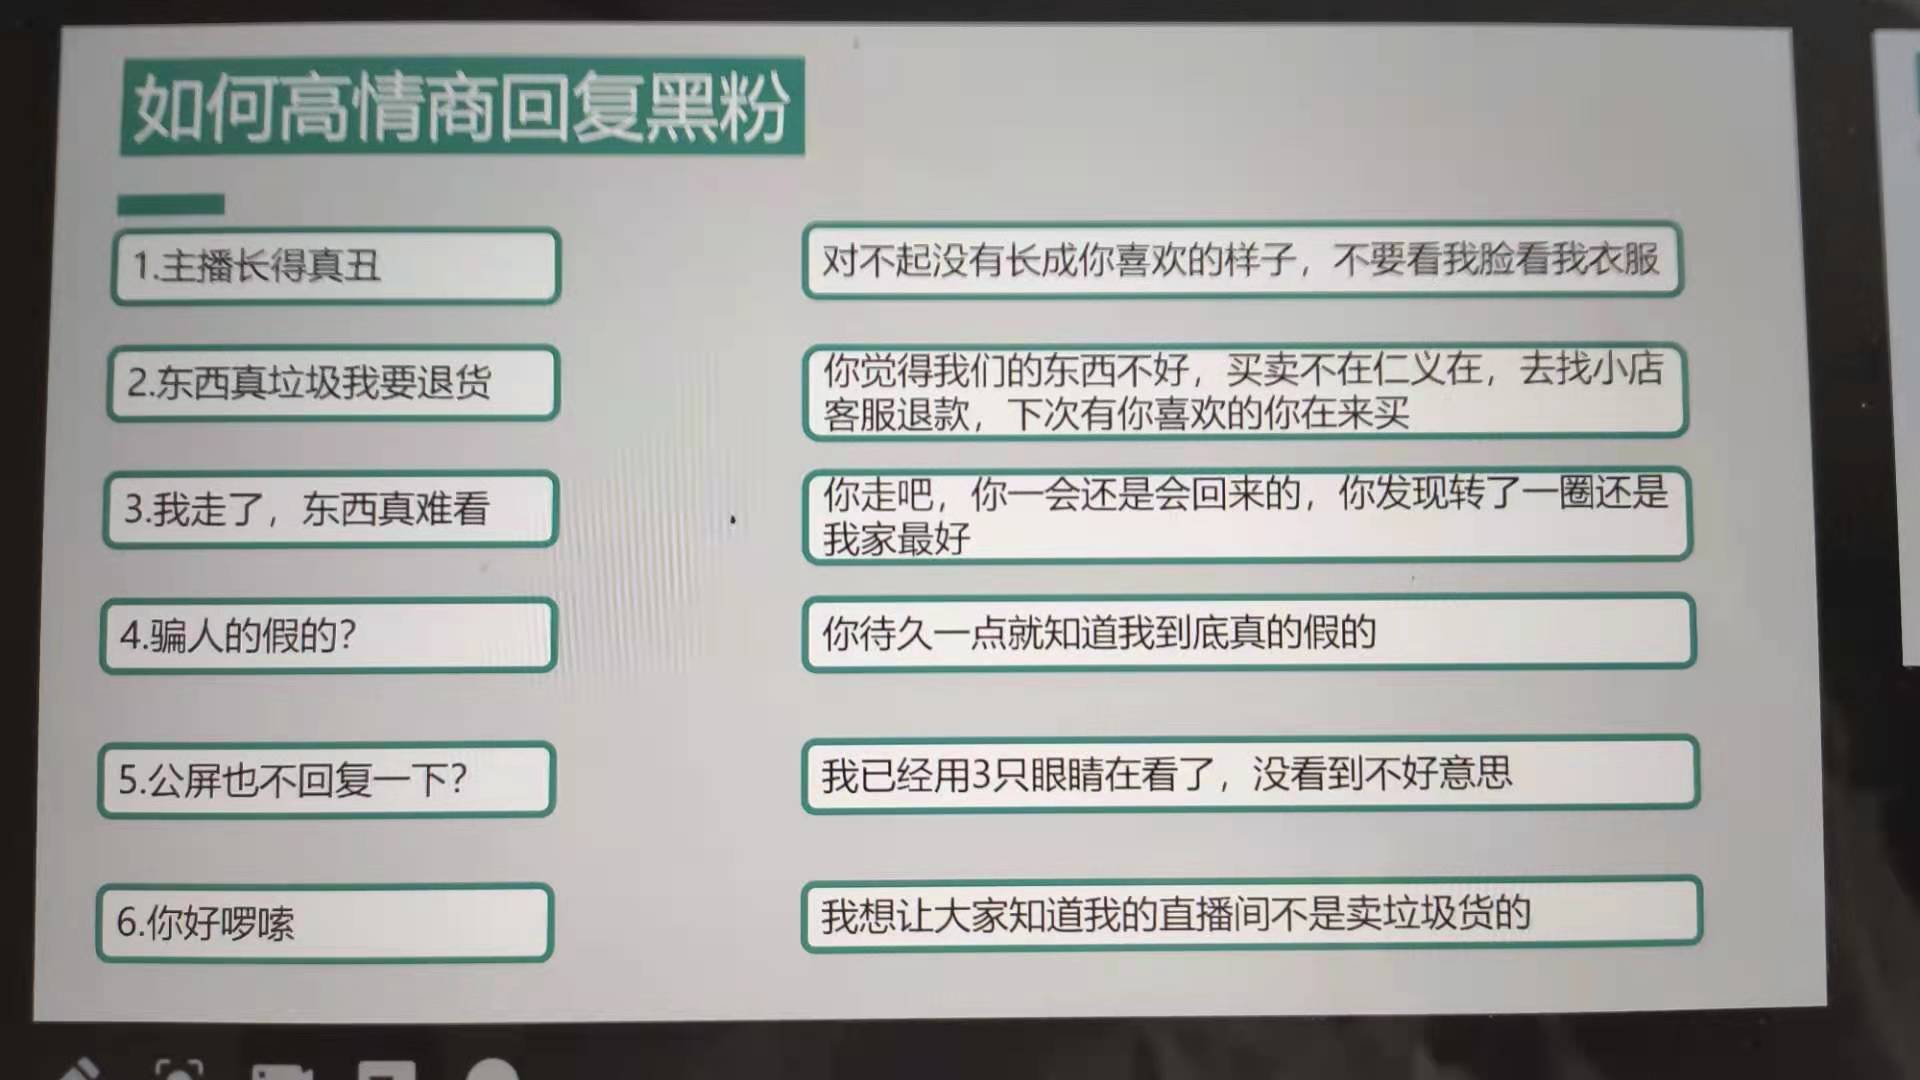 如何高情商回复黑粉
1.主播长得真丑
对不起没有长成你喜欢的样子，不要看我脸看我衣服
2.东西真垃圾我要退货
你觉得我们的东西不好，买卖不在仁义在，去找小店
客服退款，下次有你喜欢的你在来买
3.我走了，东西真难看
你走吧，你一会还是会回来的，你发现转了一圈还是
我家最好
4.骗人的假的？
你待久一点就知道我到底真的假的
5.公屏也不回复一下？
我已经用3只眼睛在看了，没看到不好意思
6.你好啰嗦
我想让大家知道我的直播间不是卖垃圾货的